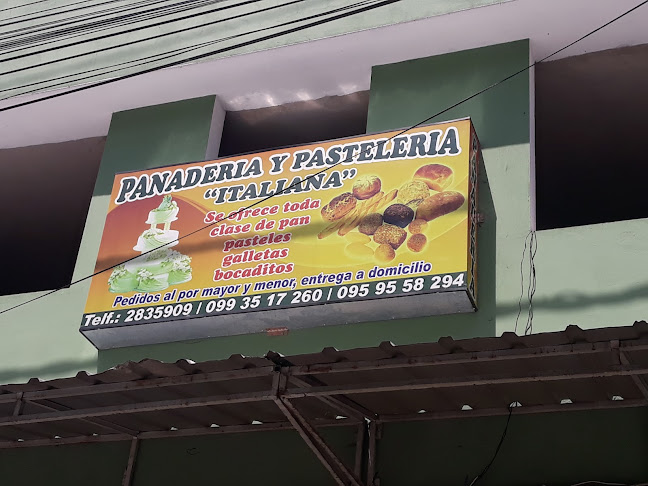 PANADERIA Y PASTELERIA
"ITALIANA"
Se ofrece toda
clase de pan
pasteles
galletas
bocaditos
Pedidos al por mayor y menor, entrega a domicilio
Telf.: 2835909 / 099 35 17 260 / 095 95 58 294